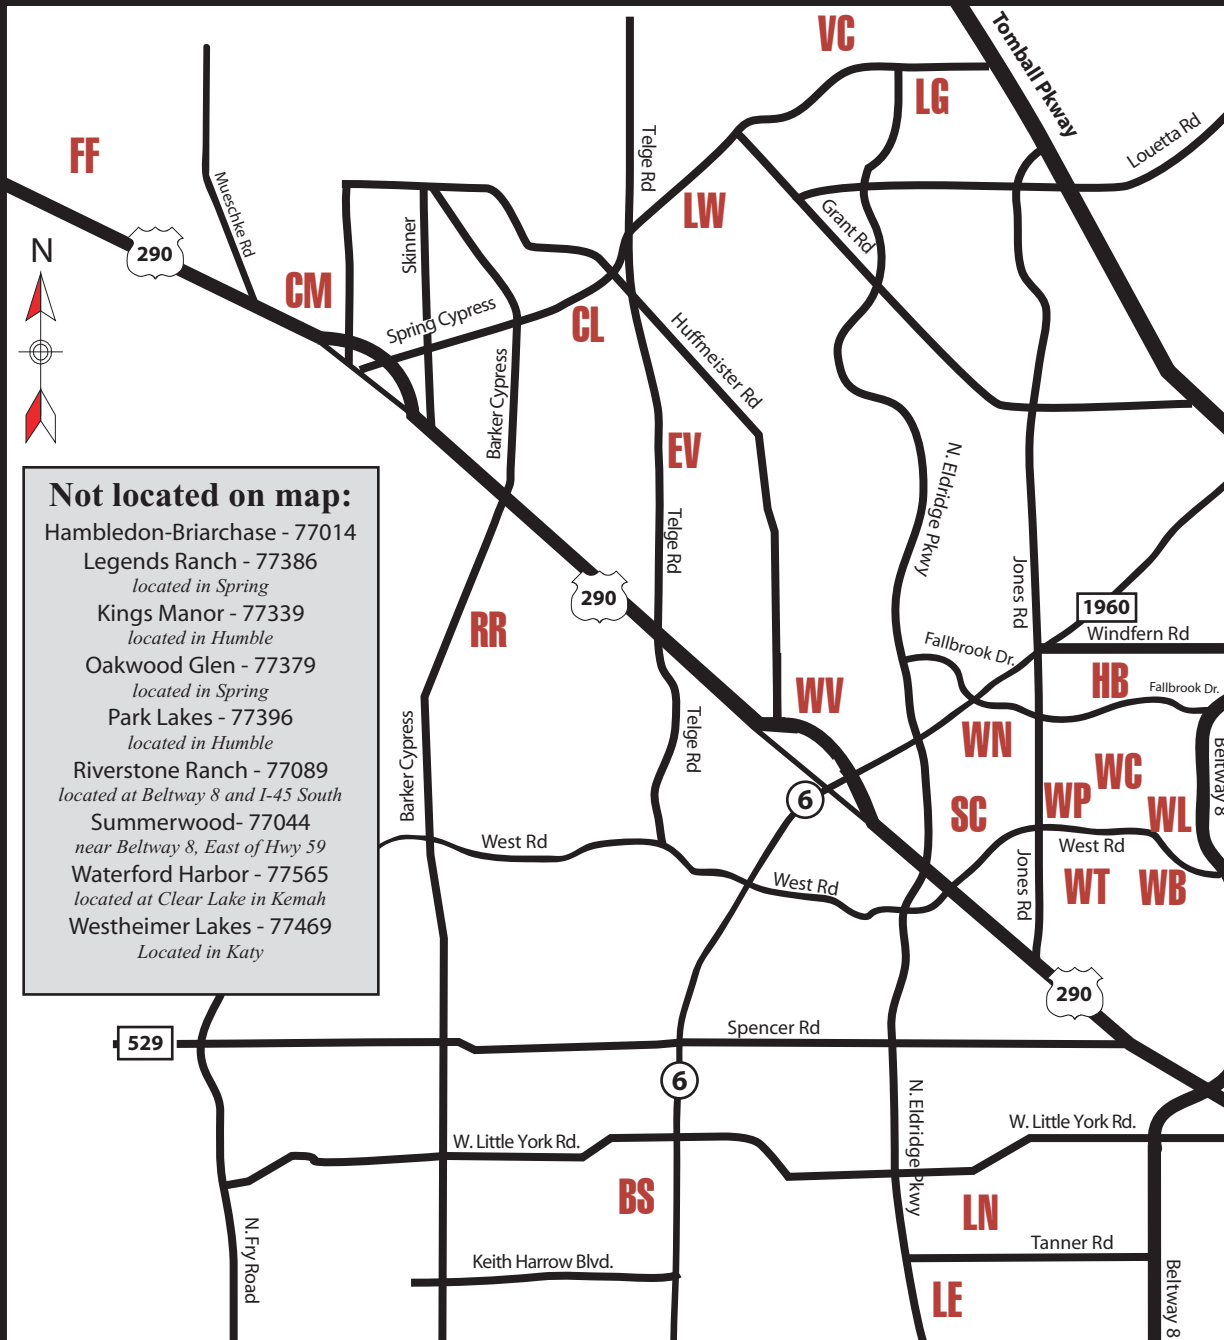 VC
Tomball Pkway
LG
Louetta Rd
Telge Rd
FF
Mueschke Rd
LW
Grant Rd
Skinner
N
290
CM
Spring Cypress
CL
Huffmeister Rd
Barker Cypress
EV
N. Eldridge Pkwy
Not located on map:
Hambledon-Briarchase - 77014
Legends Ranch - 77386
located in Spring
Kings Manor - 77339
located in Humble
Oakwood Glen - 77379
located in Spring
Park Lakes - 77396
located in Humble
Riverstone Ranch - 77089
located at Beltway 8 and I-45 South
Summerwood- 77044
near Beltway 8, East of Hwy 59
Waterford Harbor - 77565
located at Clear Lake in Kemah
Westheimer Lakes - 77469
Located in Katy
Telge Rd
Jones Rd
290
1960
RR
Windfern Rd
Fallbrook Dr.
HB
Fallbrook Dr.
WV
Telge Rd
Barker Cypress
WN
Beltway 8
WC
WP
6
SC
WL
West Rd
West Rd
West Rd
WT
WB
Jones Rd
290
Spencer Rd
529
6
N. Eldridge Pkwy
W. Little York Rd.
W. Little York Rd.
BS
LN
N. Fry Road
Tanner Rd
Keith Harrow Blvd.
LE
Beltway 8